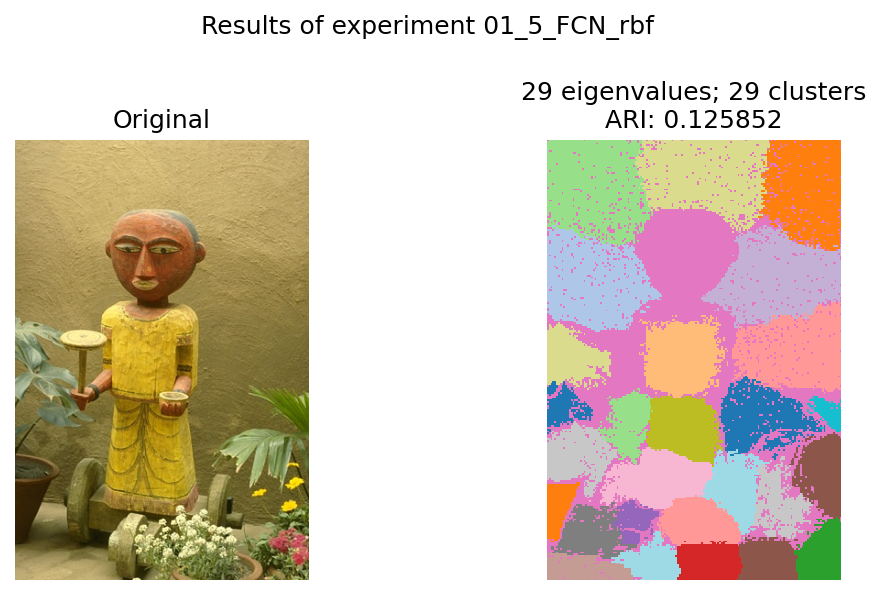 Results of experiment 01_5_FCN_rbf
Original
29 eigenvalues; 29 clusters
ARI: 0.125852